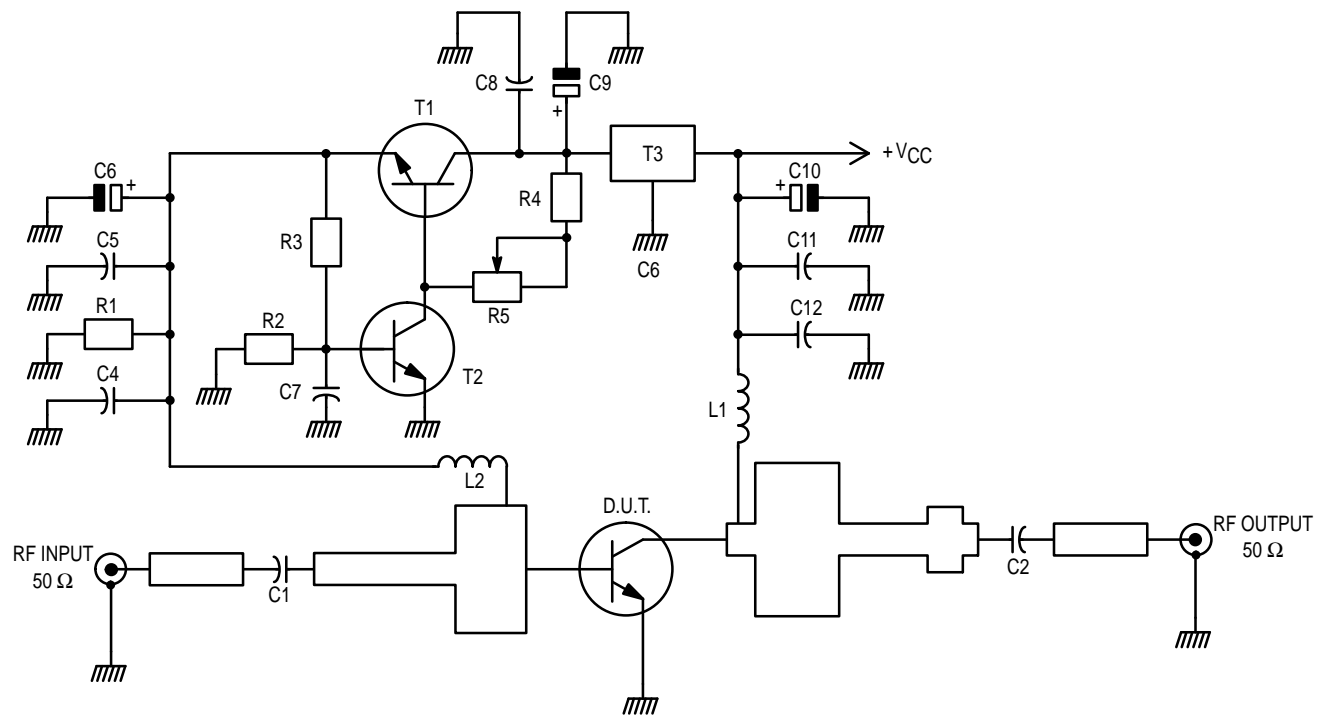 C8
C9
+
T1
T3
+ VCC
C6
+
R4
+
C10
C5
R3
C11
C6
R1
R2
R5
C12
C4
C7
T2
L1
L2
D.U.T.
RF INPUT
50 Ω
C1
C2
RF OUTPUT
50 Ω